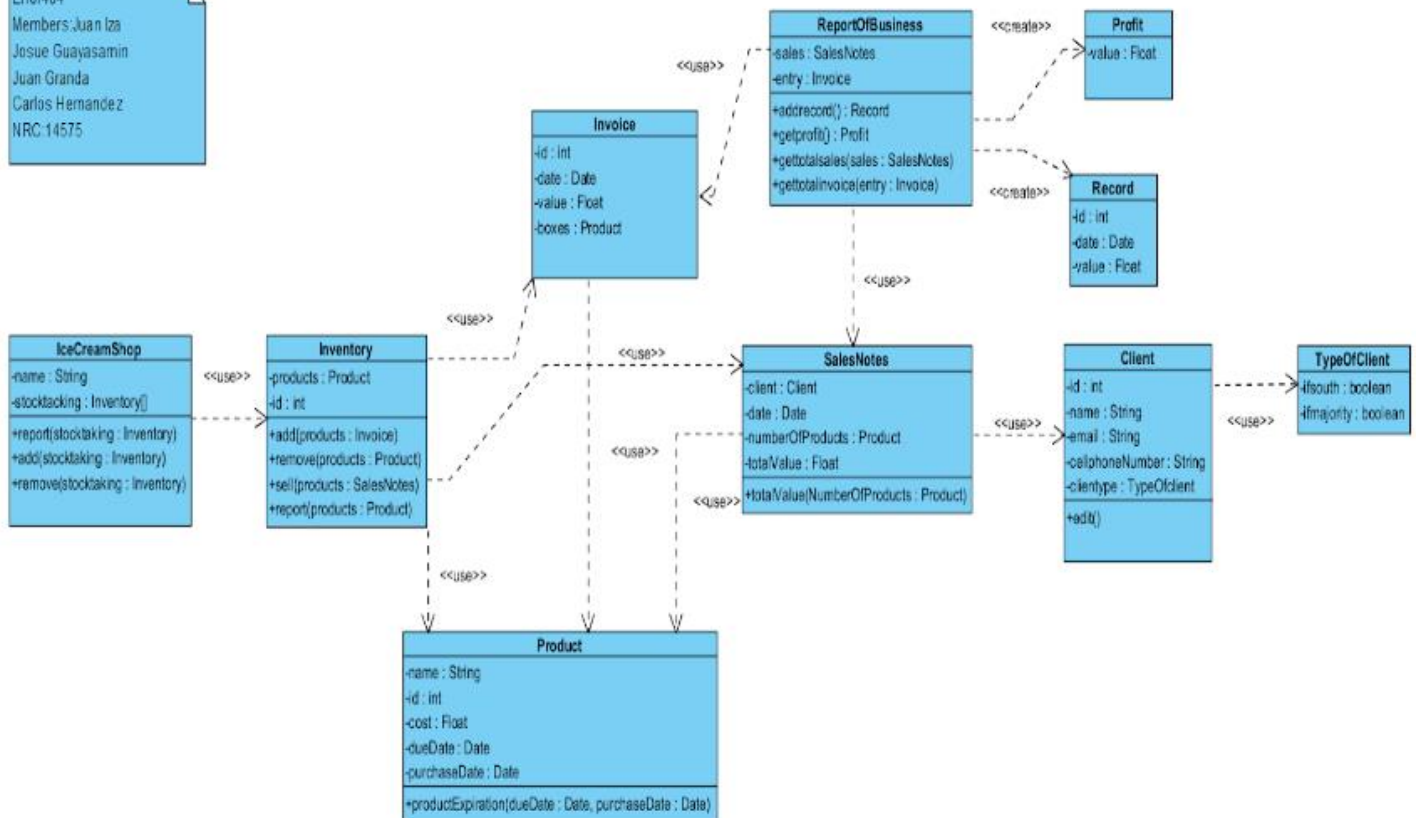 Members:Juan Iza
Josue Guayasamin
Juan Granda
Carlos Hernandez
NRC:14575
ReportOfBusiness
-sales : SalesNotes
-entry : Invoice
+addrecord() : Record
+getprofit() : Profit
+gettotalsales(sales : SalesNotes)
+gettotalinvoice(entry : Invoice)
<<create>>
Profit
-value : Float
<<use>>
Invoice
-id : int
-date : Date
-value : Float
-boxes : Product
<<create>>
Record
-id : int
-date : Date
-value : Float
<<use>>
<<use>>
IceCreamShop
-name : String
-stocktacking : Inventory[]
+report(stocktaking : Inventory)
+add(stocktaking : Inventory)
+remove(stocktaking : Inventory)
<<use>>
Inventory
-products : Product
-id : int
+add(products : Invoice)
+remove(products : Product)
+sell(products : SalesNotes)
+report(products : Product)
<<use>>
SalesNotes
-client : Client
-date : Date
-numberOfProducts : Product
-totalValue : Float
+totalValue(NumberOfProducts : Product)
<<use>>
Client
-id : int
-name : String
-email : String
-cellphoneNumber : String
-clientype : TypeOfclient
+edit()
<<use>>
TypeOfClient
-ifsouth : boolean
-ifmajority : boolean
<<use>>
<<use>>
<<use>>
Product
-name : String
-id : int
-cost : Float
-dueDate : Date
-purchaseDate : Date
+productExpiration(dueDate : Date, purchaseDate : Date)